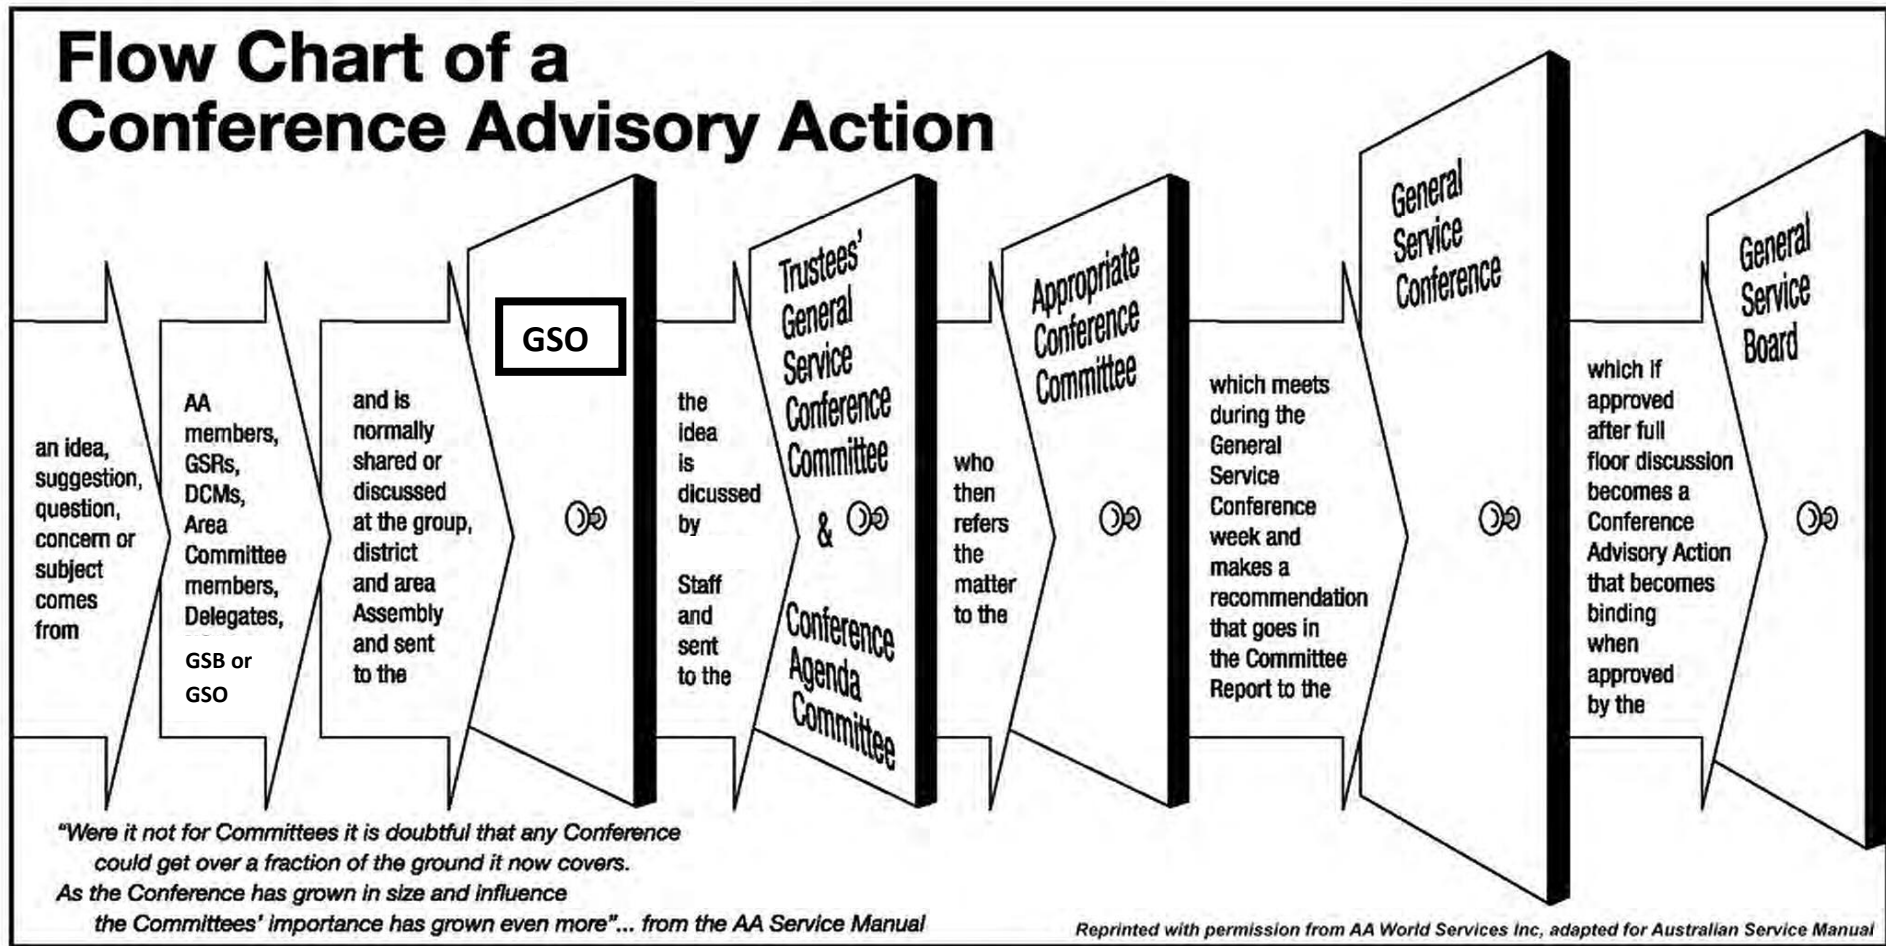 Flow Chart of a
Conference Advisory Action
an idea,
suggestion,
question,
concern or
subject
comes
from
AA
members,
GSRs,
DCMs,
Area
Committee
members,
Delegates,
GSB or
GSO
and is
normally
shared or
discussed
at the group,
district
and area
Assembly
and sent
to the
GSO
the
idea
is
dicussed
by
Staff
and
sent
to the
Trustees'
General
Service
Conference
Committee
&
Conference
Agenda
Committee
who
then
refers
the
matter
to the
Appropriate
Conference
Committee
which meets
during the
General
Service
Conference
week and
makes a
recommendation
that goes in
the Committee
Report to the
General
Service
Conference
which if
approved
after full
floor discussion
becomes a
Conference
Advisory Action
that becomes
binding
when
approved
by the
General
Service
Board
"Were it not for Committees it is doubtful that any Conference
could get over a fraction of the ground it now covers.
As the Conference has grown in size and influence
the Committees' importance has grown even more"... from the AA Service Manual
Reprinted with permission from AA World Services Inc, adapted for Australian Service Manual